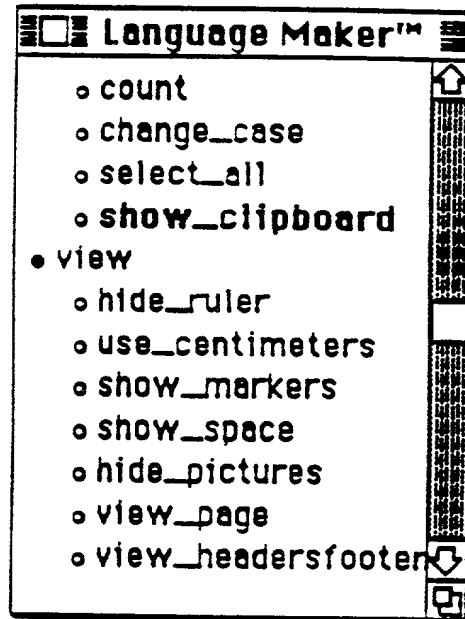 Language Maker™
◦ count
◦ change_case
◦ select_all
◦ show_clipboard
• view
◦ hide_ruler
◦ use_centimeters
◦ show_markers
◦ show_space
◦ hide_pictures
◦ view_page
◦ view_headersfooter